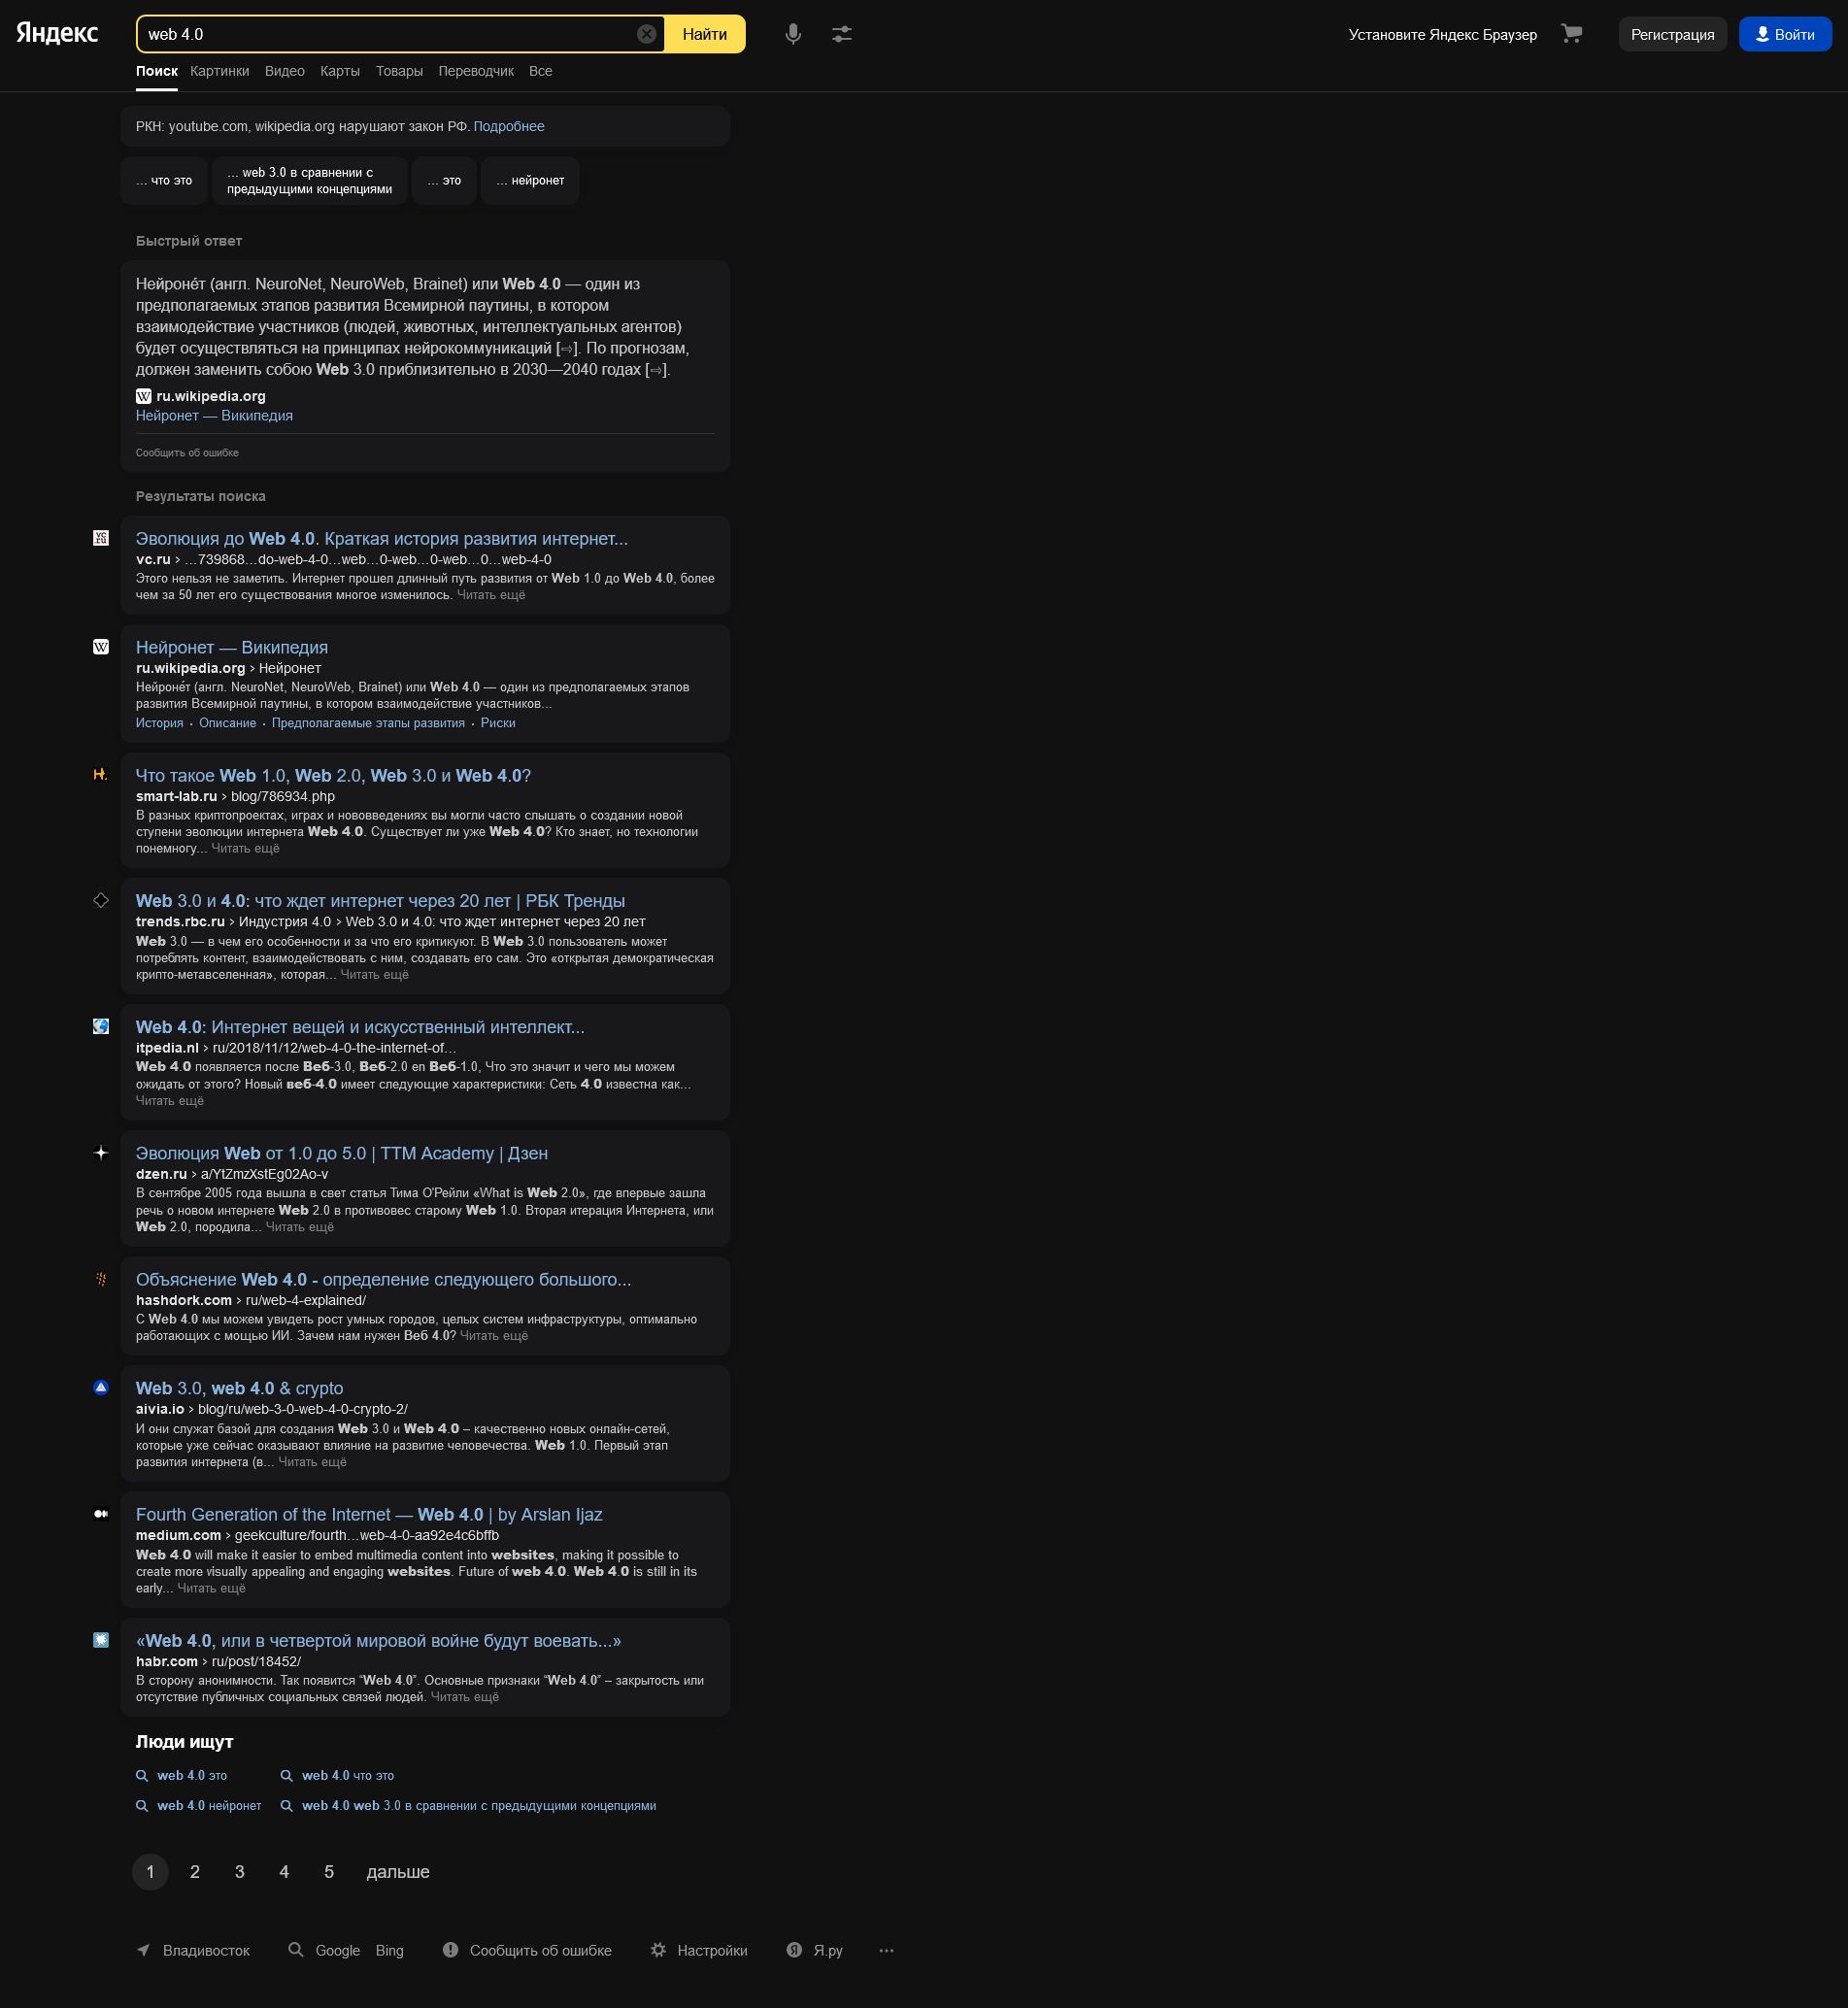 Яндекс
web 4.0
Найти
Установите Яндекс Браузер
Регистрация
Войти
Поиск Картинки Видео Карты Товары Переводчик Все
РКН: youtube.com, wikipedia.org нарушают закон РФ. Подробнее
... что это
... web 3.0 в сравнении с
предыдущими концепциями
... это
... нейронет
Быстрый ответ
Нейроне́т (англ. NeuroNet, NeuroWeb, Brainet) или Web 4.0 — один из
предполагаемых этапов развития Всемирной паутины, в котором
взаимодействие участников (людей, животных, интеллектуальных агентов)
будет осуществляться на принципах нейрокоммуникаций [⇨]. По прогнозам,
должен заменить собою Web 3.0 приблизительно в 2030—2040 годах [⇨].
W ru.wikipedia.org
Нейронет — Википедия
Сообщить об ошибке
Результаты поиска
vc.ru
Эволюция до Web 4.0. Краткая история развития интернет...
vc.ru › ...739868...do-web-4-0...web...0-web...0-web...0...web-4-0
Этого нельзя не заметить. Интернет прошел длинный путь развития от Web 1.0 до Web 4.0, более
чем за 50 лет его существования многое изменилось. Читать ещё
W
Нейронет — Википедия
ru.wikipedia.org › Нейронет
Нейроне́т (англ. NeuroNet, NeuroWeb, Brainet) или Web 4.0 — один из предполагаемых этапов
развития Всемирной паутины, в котором взаимодействие участников...
История · Описание · Предполагаемые этапы развития · Риски
Что такое Web 1.0, Web 2.0, Web 3.0 и Web 4.0?
smart-lab.ru › blog/786934.php
В разных криптопроектах, играх и нововведениях вы могли часто слышать о создании новой
ступени эволюции интернета Web 4.0. Существует ли уже Web 4.0? Кто знает, но технологии
понемногу... Читать ещё
Web 3.0 и 4.0: что ждет интернет через 20 лет | РБК Тренды
trends.rbc.ru › Индустрия 4.0 › Web 3.0 и 4.0: что ждет интернет через 20 лет
Web 3.0 — в чем его особенности и за что его критикуют. В Web 3.0 пользователь может
потреблять контент, взаимодействовать с ним, создавать его сам. Это «открытая демократическая
крипто-метавселенная», которая... Читать ещё
Web 4.0: Интернет вещей и искусственный интеллект...
itpedia.nl › ru/2018/11/12/web-4-0-the-internet-of...
Web 4.0 появляется после Веб-3.0, Веб-2.0 en Веб-1.0, Что это значит и чего мы можем
ожидать от этого? Новый веб-4.0 имеет следующие характеристики: Сеть 4.0 известна как...
Читать ещё
Эволюция Web от 1.0 до 5.0 | TTM Academy | Дзен
dzen.ru › a/YtZmzXstEg02Ao-v
В сентябре 2005 года вышла в свет статья Тима О'Рейли «What is Web 2.0», где впервые зашла
речь о новом интернете Web 2.0 в противовес старому Web 1.0. Вторая итерация Интернета, или
Web 2.0, породила... Читать ещё
Объяснение Web 4.0 - определение следующего большого...
hashdork.com › ru/web-4-explained/
С Web 4.0 мы можем увидеть рост умных городов, целых систем инфраструктуры, оптимально
работающих с мощью ИИ. Зачем нам нужен Веб 4.0? Читать ещё
Web 3.0, web 4.0 & crypto
aivia.io › blog/ru/web-3-0-web-4-0-crypto-2/
И они служат базой для создания Web 3.0 и Web 4.0 – качественно новых онлайн-сетей,
которые уже сейчас оказывают влияние на развитие человечества. Web 1.0. Первый этап
развития интернета (в... Читать ещё
Fourth Generation of the Internet — Web 4.0 | by Arslan Ijaz
medium.com › geekculture/fourth...web-4-0-aa92e4c6bffb
Web 4.0 will make it easier to embed multimedia content into websites, making it possible to
create more visually appealing and engaging websites. Future of web 4.0. Web 4.0 is still in its
early... Читать ещё
«Web 4.0, или в четвертой мировой войне будут воевать...»
habr.com › ru/post/18452/
В сторону анонимности. Так появится “Web 4.0”. Основные признаки “Web 4.0” – закрытость или
отсутствие публичных социальных связей людей. Читать ещё
Люди ищут
web 4.0 это
web 4.0 что это
web 4.0 нейронет
web 4.0 web 3.0 в сравнении с предыдущими концепциями
1 2 3 4 5 дальше
Владивосток Google Bing Сообщить об ошибке Настройки Я.ру ...